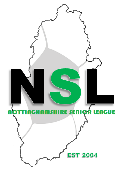 NSL
NOTTINGHAMSHIRE SENIOR LEAGUE
EST 2004